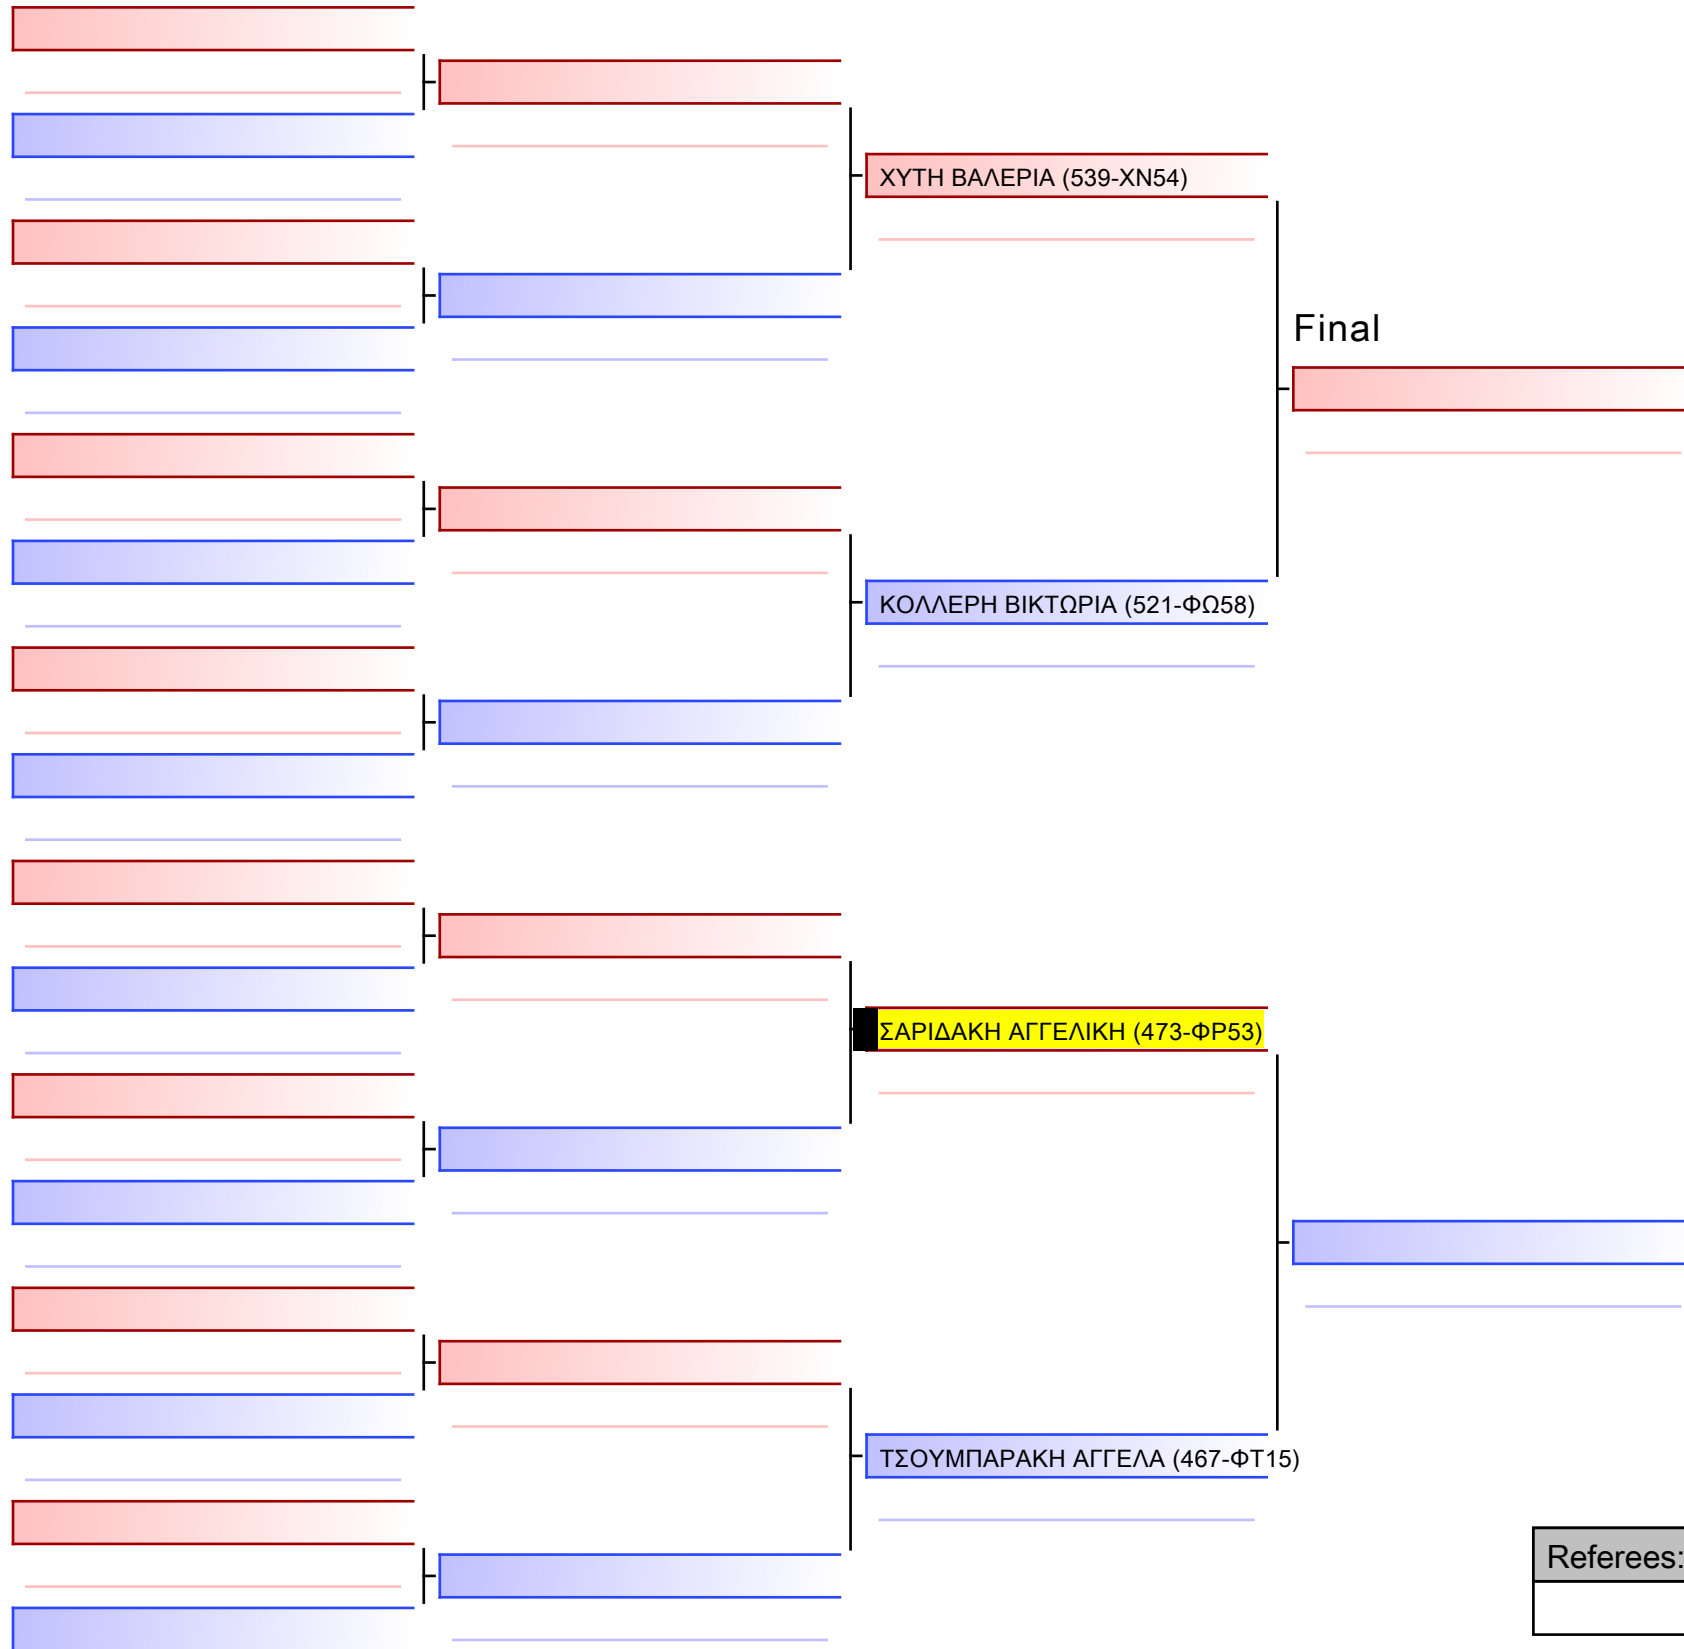 ΧΥΤΗ ΒΑΛΕΡΙΑ (539-ΧΝ54)
Final
ΚΟΛΛΕΡΗ ΒΙΚΤΩΡΙΑ (521-ΦΩ58)
ΣΑΡΙΔΑΚΗ ΑΓΓΕΛΙΚΗ (473-ΦΡ53)
ΤΣΟΥΜΠΑΡΑΚΗ ΑΓΓΕΛΑ (467-ΦΤ15)
Referees: